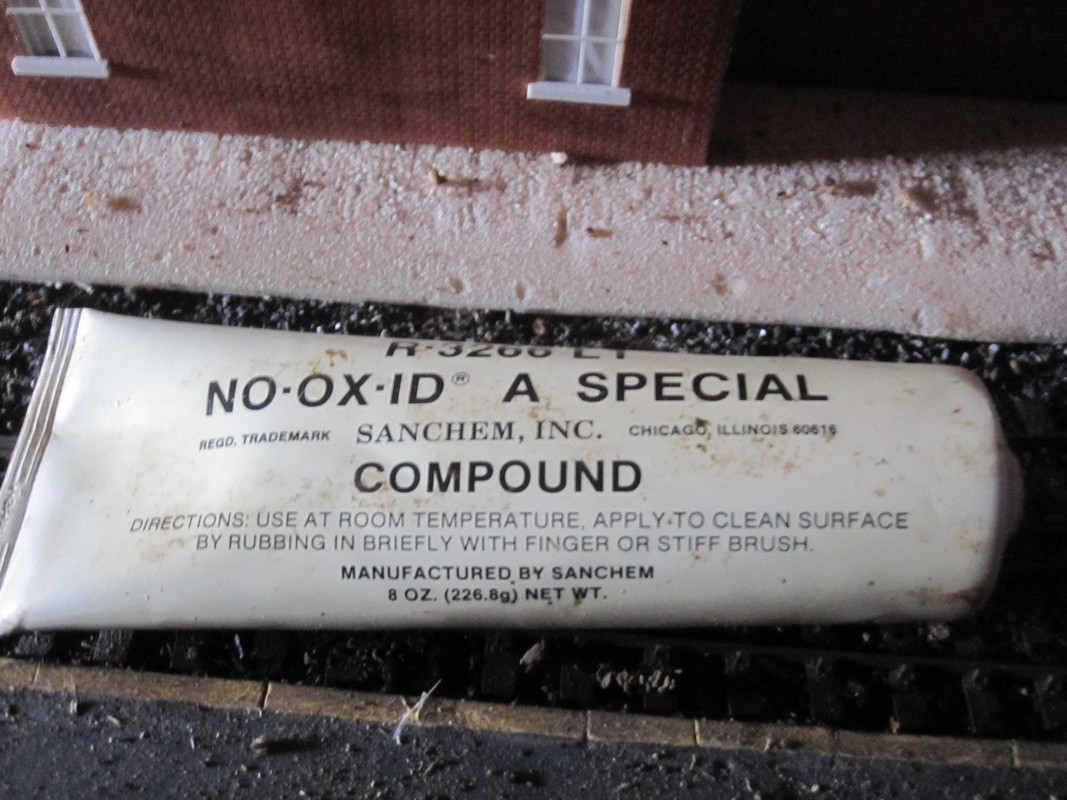 NO·OX·ID® A SPECIAL
REGD. TRADEMARK SANCHEM, INC. CHICAGO, ILLINOIS 60616
COMPOUND
DIRECTIONS: USE AT ROOM TEMPERATURE, APPLY TO CLEAN SURFACE
BY RUBBING IN BRIEFLY WITH FINGER OR STIFF BRUSH.
MANUFACTURED BY SANCHEM
8 OZ. (226.8g) NET WT.